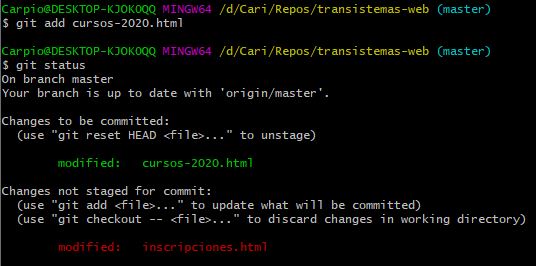 Carpio@DESKTOP-KJOKOQQ MINGW64 /d/Cari/Repos/transistemas-web (master)
$ git add cursos-2020.html
Carpio@DESKTOP-KJOKOQQ MINGW64 /d/Cari/Repos/transistemas-web (master)
$ git status
On branch master
Your branch is up to date with 'origin/master'.
Changes to be committed:
(use "git reset HEAD <file>..." to unstage)
modified: cursos-2020.html
Changes not staged for commit:
(use "git add <file>..." to update what will be committed)
(use "git checkout -- <file>..." to discard changes in working directory)
modified: inscripciones.html